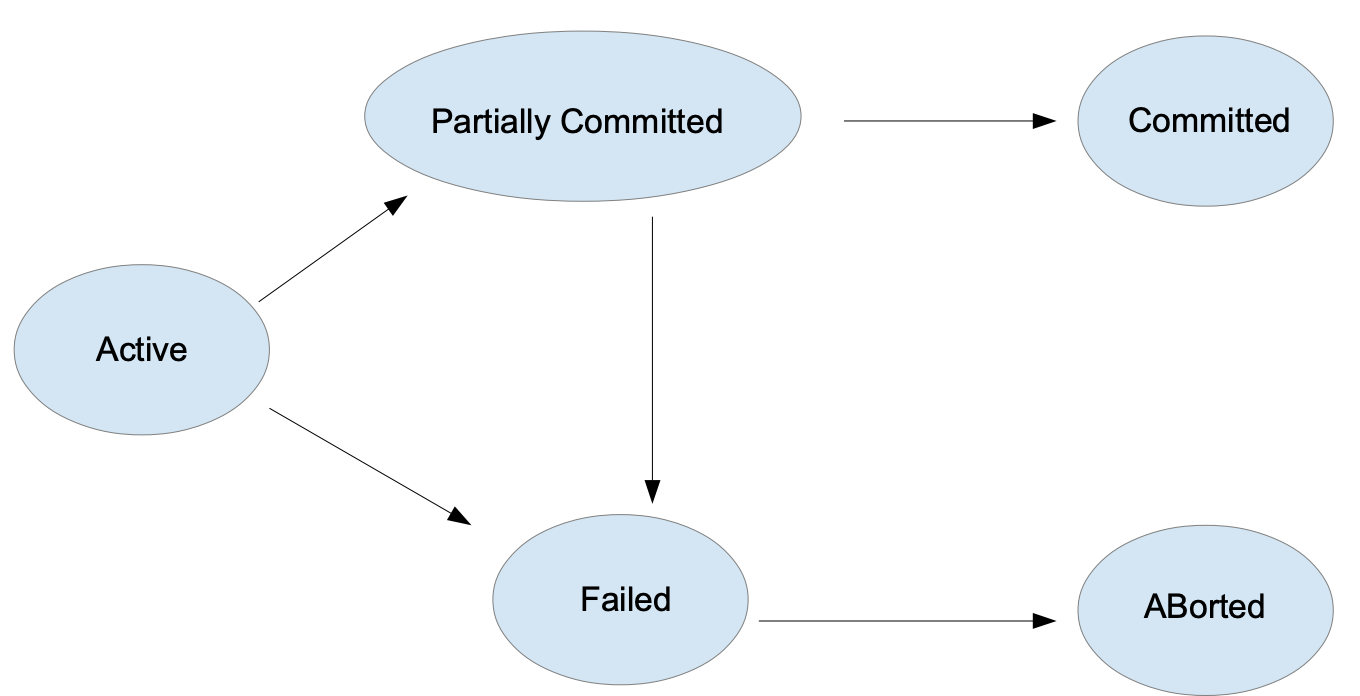 Partially Committed
Committed
Active
Failed
ABorted